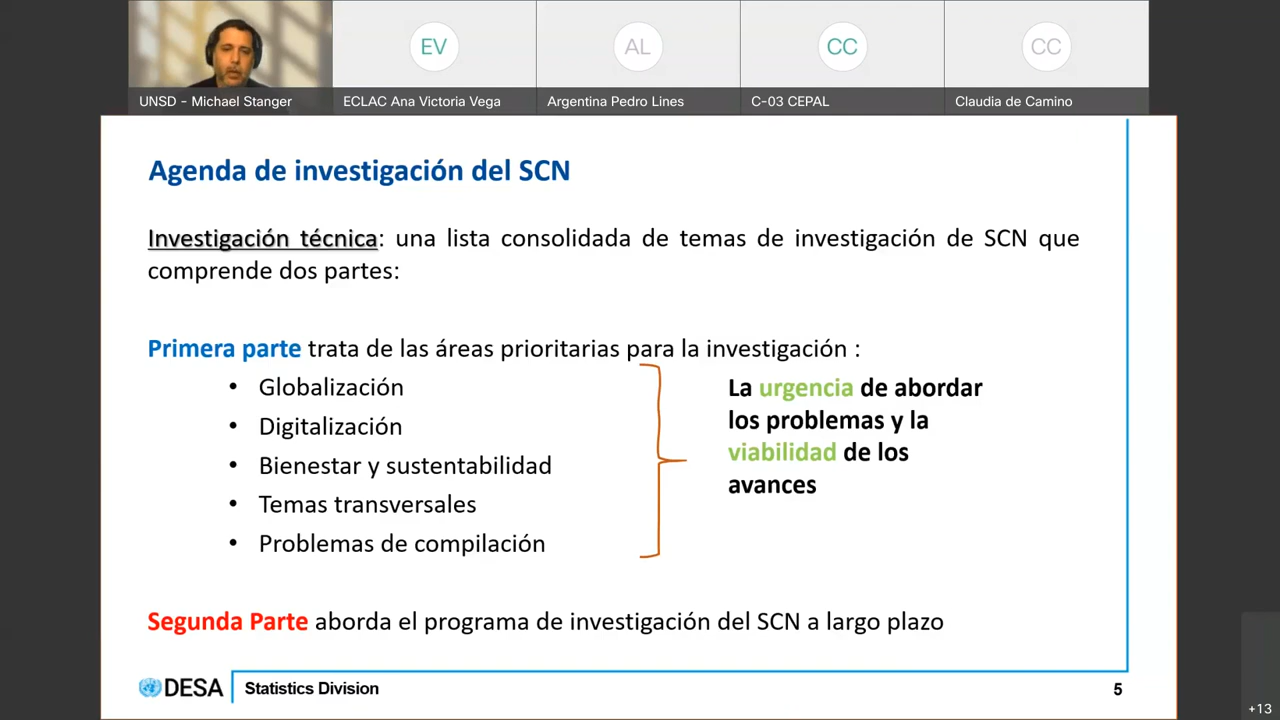 EV
AL
CC
CC
UNSD - Michael Stanger
ECLAC Ana Victoria Vega
Argentina Pedro Lines
C-03 CEPAL
Claudia de Camino
Agenda de investigación del SCN
Investigación técnica: una lista consolidada de temas de investigación de SCN que
comprende dos partes:
Primera parte trata de las áreas prioritarias para la investigación :
• Globalización
• Digitalización
• Bienestar y sustentabilidad
• Temas transversales
• Problemas de compilación
La urgencia de abordar
los problemas y la
viabilidad de los
avances
Segunda Parte aborda el programa de investigación del SCN a largo plazo
DESA
Statistics Division
5
+13